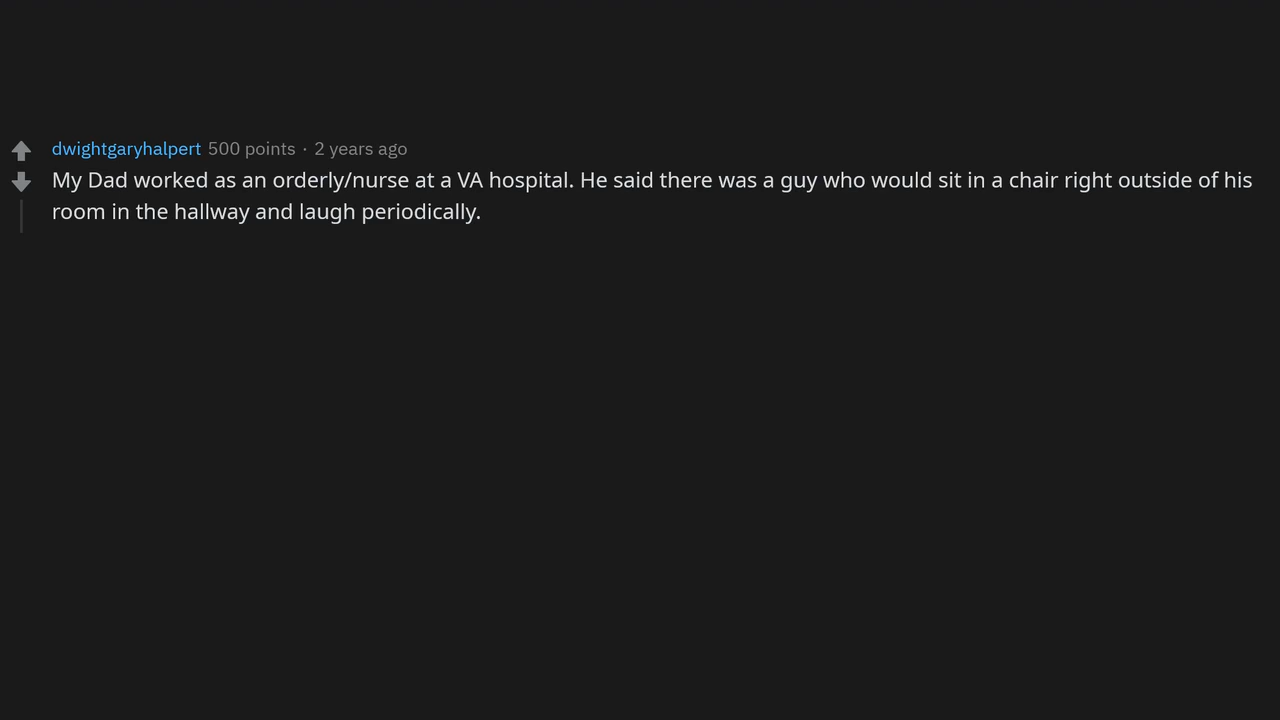 dwightgaryhalpert 500 points · 2 years ago
My Dad worked as an orderly/nurse at a VA hospital. He said there was a guy who would sit in a chair right outside of his
room in the hallway and laugh periodically.